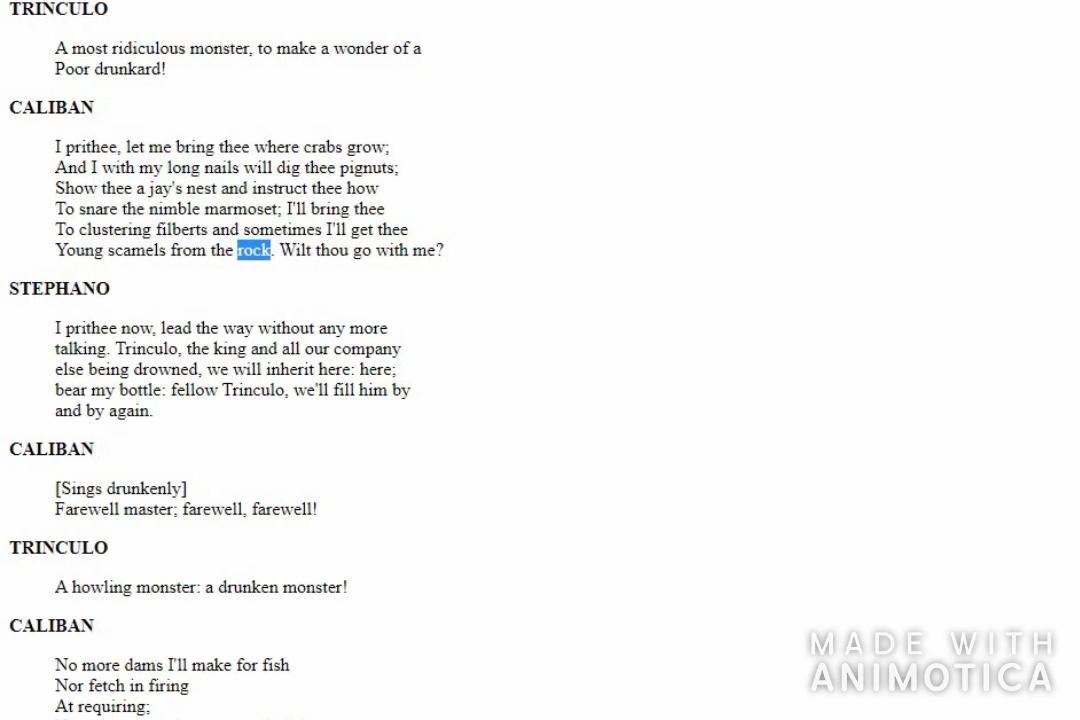 TRINCULO
A most ridiculous monster, to make a wonder of a
Poor drunkard!
CALIBAN
I prithee, let me bring thee where crabs grow;
And I with my long nails will dig thee pignuts;
Show thee a jay's nest and instruct thee how
To snare the nimble marmoset; I'll bring thee
To clustering filberts and sometimes I'll get thee
Young scamels from the rock. Wilt thou go with me?
STEPHANO
I prithee now, lead the way without any more
talking. Trinculo, the king and all our company
else being drowned, we will inherit here: here;
bear my bottle: fellow Trinculo, we'll fill him by
and by again.
CALIBAN
[Sings drunkenly]
Farewell master; farewell, farewell!
TRINCULO
A howling monster: a drunken monster!
CALIBAN
No more dams I'll make for fish
Nor fetch in firing
At requiring;
MADE WITH
ANIMOTICA